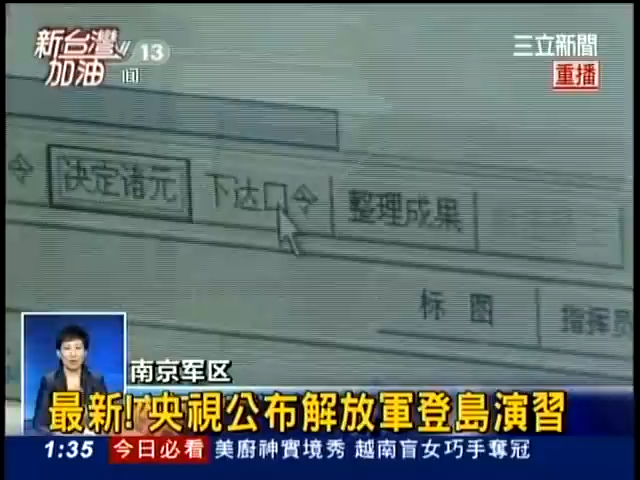 新台灣 13
加油
三立新聞
重播
决定诸元 下达口 整理成果
标 图 指挥员
南京军区
最新! 央視公布解放軍登島演習
1:35 今日必看 美廚神實境秀 越南盲女巧手奪冠